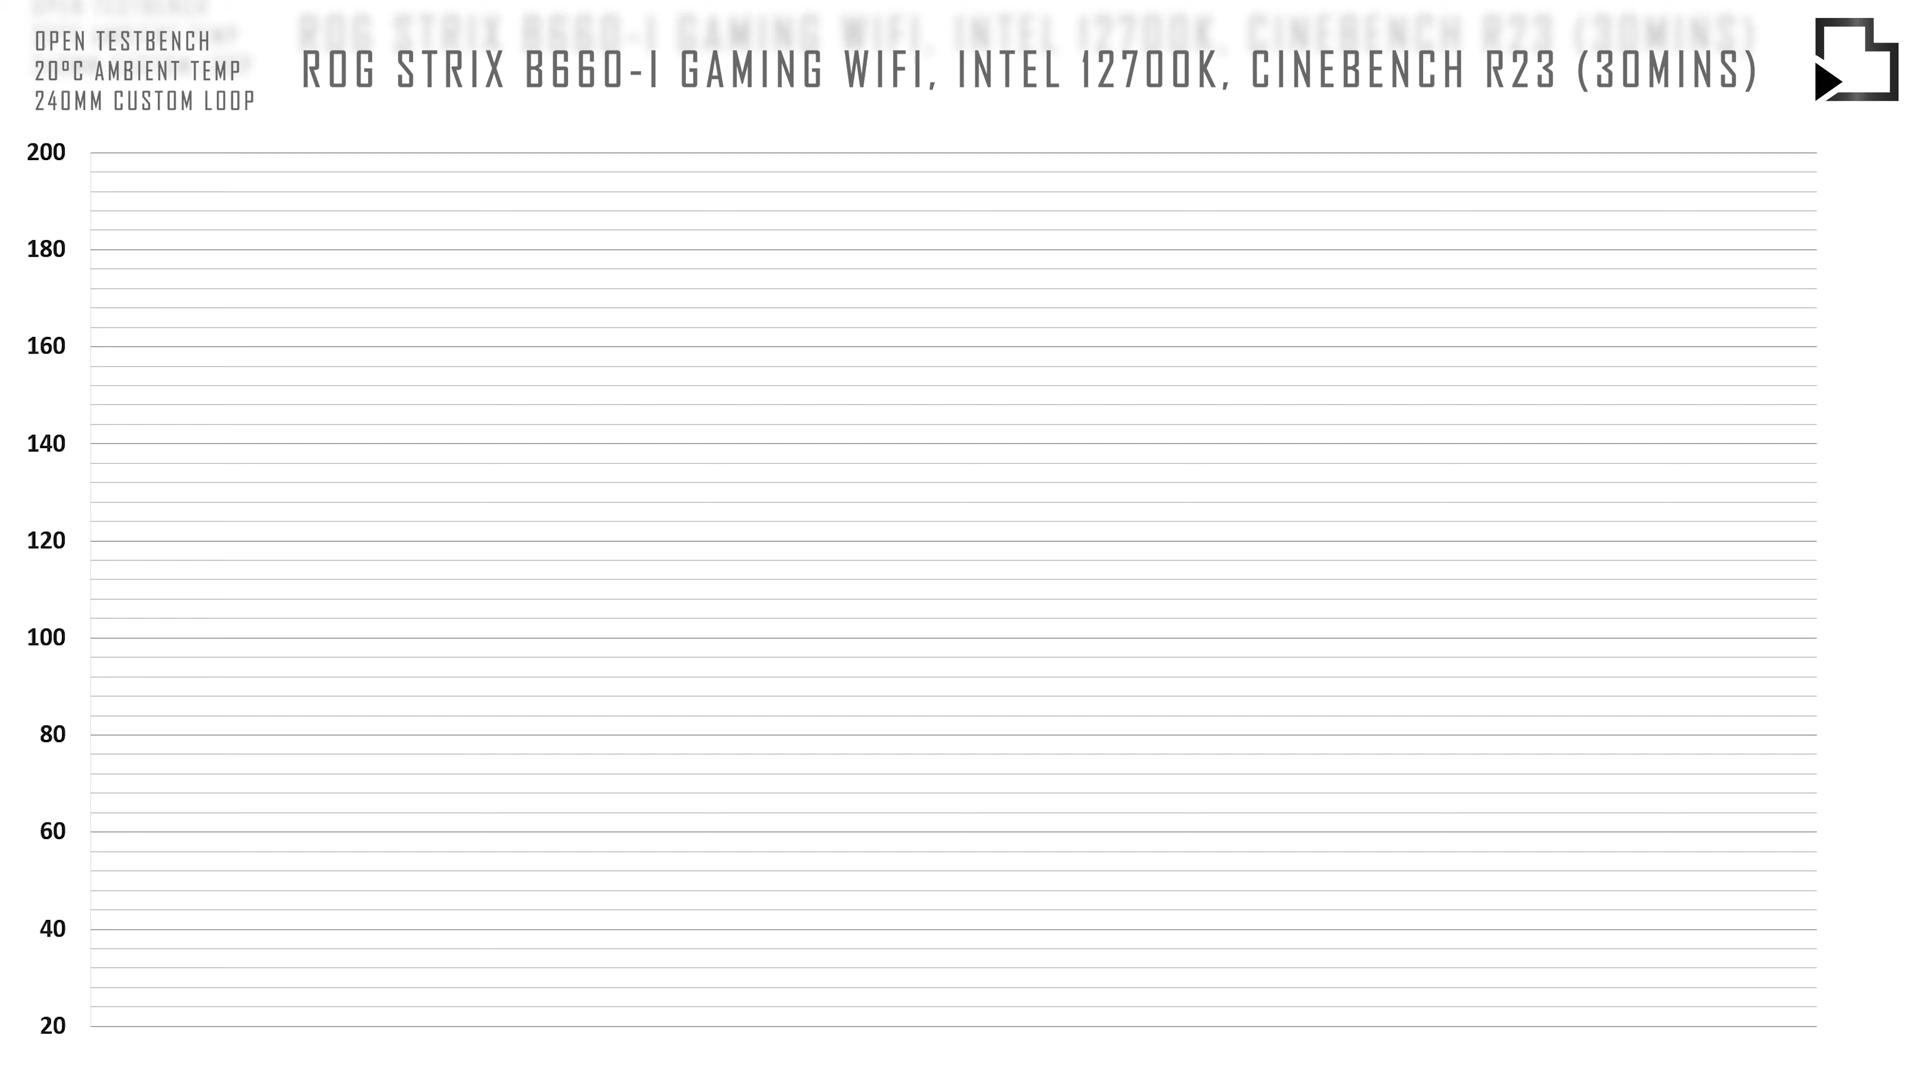 OPEN TESTBENCH
20°C AMBIENT TEMP
240MM CUSTOM LOOP
ROG STRIX B660-I GAMING WIFI, INTEL 12700K, CINEBENCH R23 (30MINS)
200
180
160
140
120
100
80
60
40
20